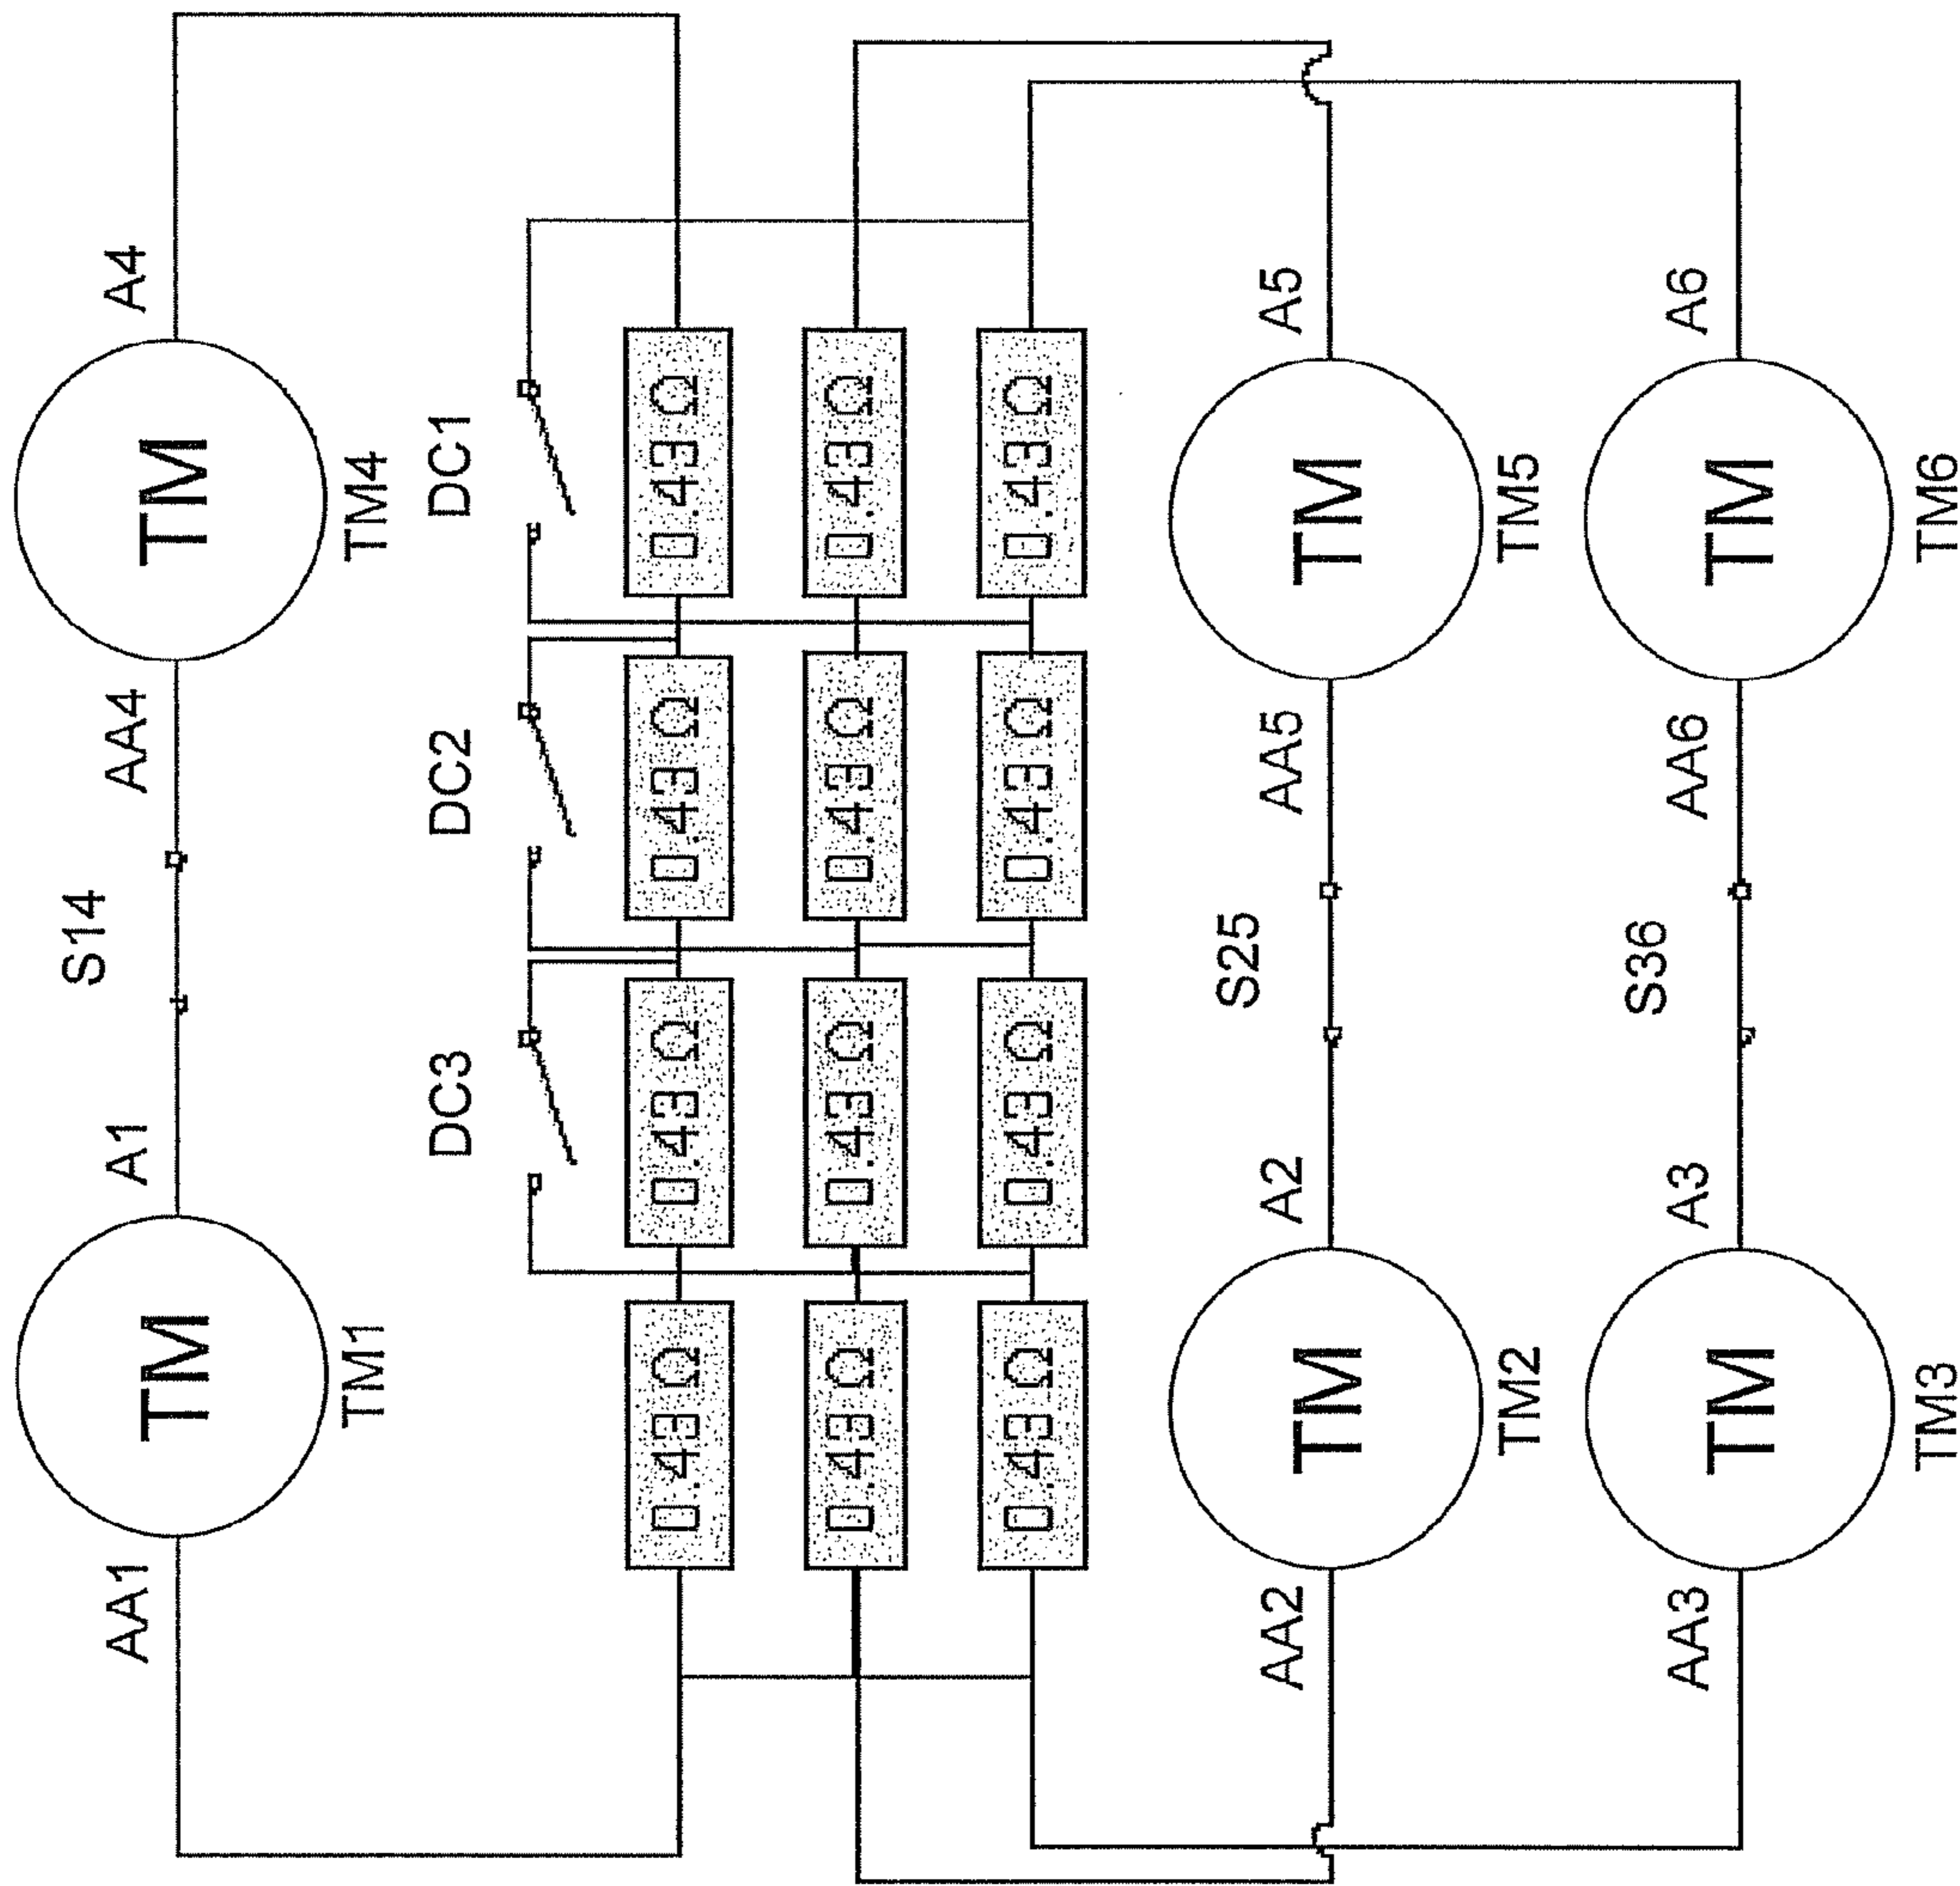 S14
AA1
A1
AA4
A4
TM
TM
TM1
TM4
DC3
DC2
DC1
0.43 Ω
0.43 Ω
0.43 Ω
0.43 Ω
0.43 Ω
0.43 Ω
0.43 Ω
0.43 Ω
0.43 Ω
0.43 Ω
0.43 Ω
0.43 Ω
S25
AA2
A2
AA5
A5
TM
TM
TM2
TM5
S36
AA3
A3
AA6
A6
TM
TM
TM3
TM6